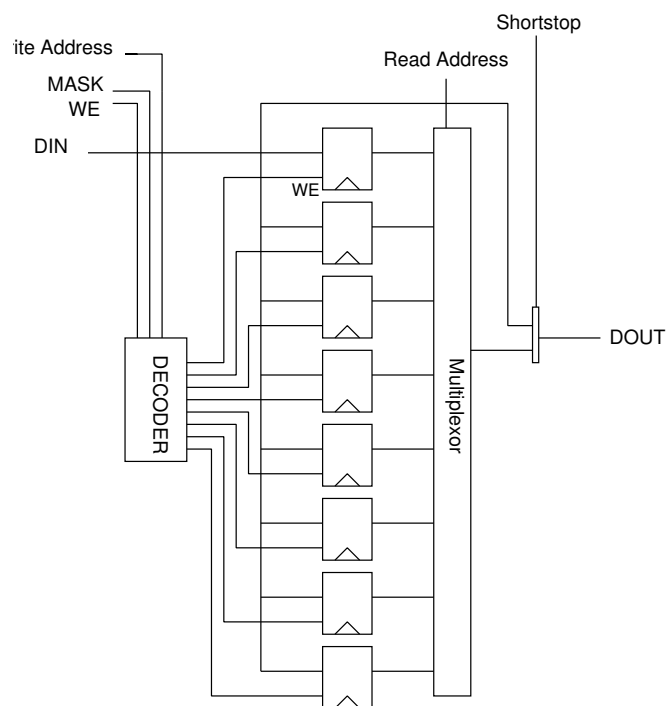 Shortstop
ite Address
Read Address
MASK
WE
DIN
WE
DOUT
DECODER
Multiplexor